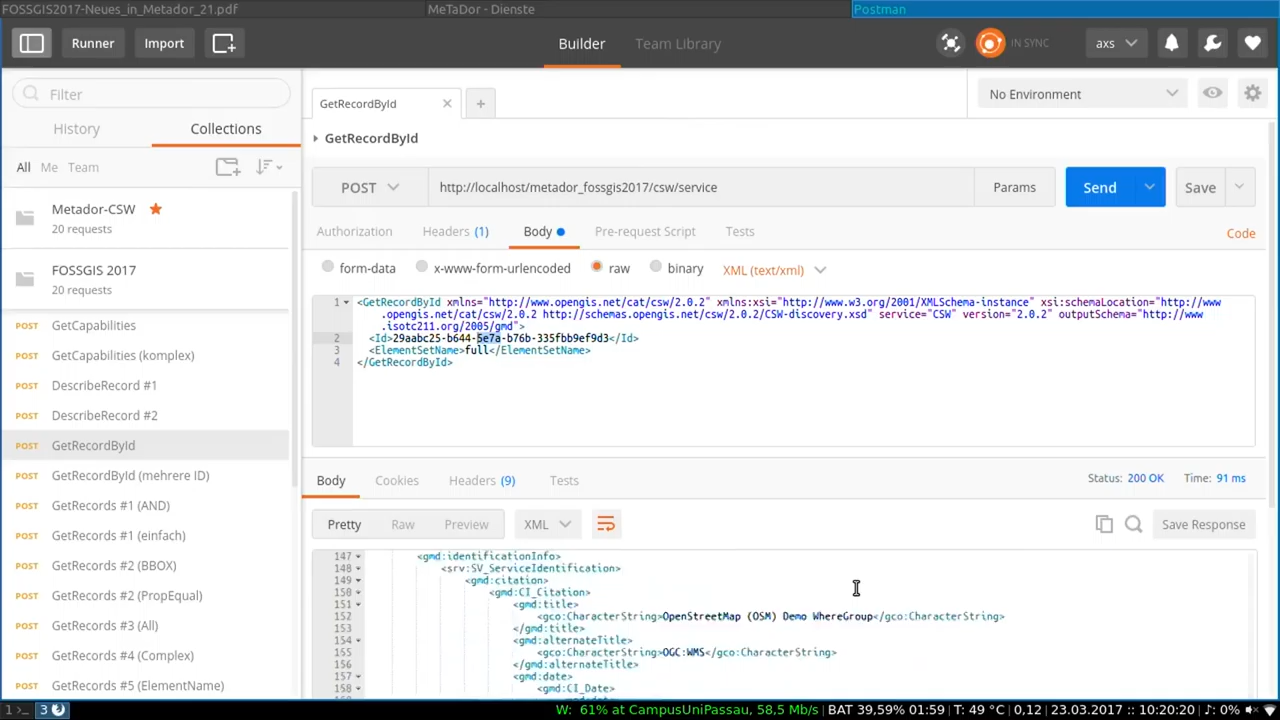 FOSSGIS2017-Neues_in_Metador_21.pdf
MeTaDor - Dienste
Postman
Runner
Import
Builder
Team Library
IN SYNC
axs
Filter
History
Collections
All Me Team
Metador-CSW
20 requests
FOSSGIS 2017
20 requests
POST GetCapabilities
POST GetCapabilities (komplex)
POST DescribeRecord #1
POST DescribeRecord #2
POST GetRecordById
POST GetRecordById (mehrere ID)
POST GetRecords #1 (AND)
POST GetRecords #1 (einfach)
POST GetRecords #2 (BBOX)
POST GetRecords #2 (PropEqual)
POST GetRecords #3 (All)
POST GetRecords #4 (Complex)
POST GetRecords #5 (ElementName)
GetRecordById
No Environment
GetRecordById
POST
http://localhost/metador_fossgis2017/csw/service
Params
Send
Save
Authorization
Headers (1)
Body
Pre-request Script
Tests
Code
form-data
x-www-form-urlencoded
raw
binary
XML (text/xml)
1 <GetRecordById xmlns="http://www.opengis.net/cat/csw/2.0.2" xmlns:xsi="http://www.w3.org/2001/XMLSchema-instance" xsi:schemaLocation="http://www
.opengis.net/cat/csw/2.0.2 http://schemas.opengis.net/csw/2.0.2/CSW-discovery.xsd" service="CSW" version="2.0.2" outputSchema="http://www
.isotc211.org/2005/gmd">
2 <Id>29aabc25-b644-5e7a-b76b-335fbb9ef9d3</Id>
3 <ElementSetName>full</ElementSetName>
4 </GetRecordById>
Body
Cookies
Headers (9)
Tests
Status: 200 OK
Time: 91 ms
Pretty
Raw
Preview
XML
Save Response
147 <gmd:identificationInfo>
148 <srv:SV_ServiceIdentification>
149 <gmd:citation>
150 <gmd:CI_Citation>
151 <gmd:title>
152 <gco:CharacterString>OpenStreetMap (OSM) Demo WhereGroup</gco:CharacterString>
153 </gmd:title>
154 <gmd:alternateTitle>
155 <gco:CharacterString>OGC:WMS</gco:CharacterString>
156 </gmd:alternateTitle>
157 <gmd:date>
158 <gmd:CI_Date>
1 >_ 3
W: 61% at CampusUniPassau, 58,5 Mb/s | BAT 39,59% 01:59 | T: 49 °C | 0,12 | 23.03.2017 :: 10:20:20 | ♪: 0%